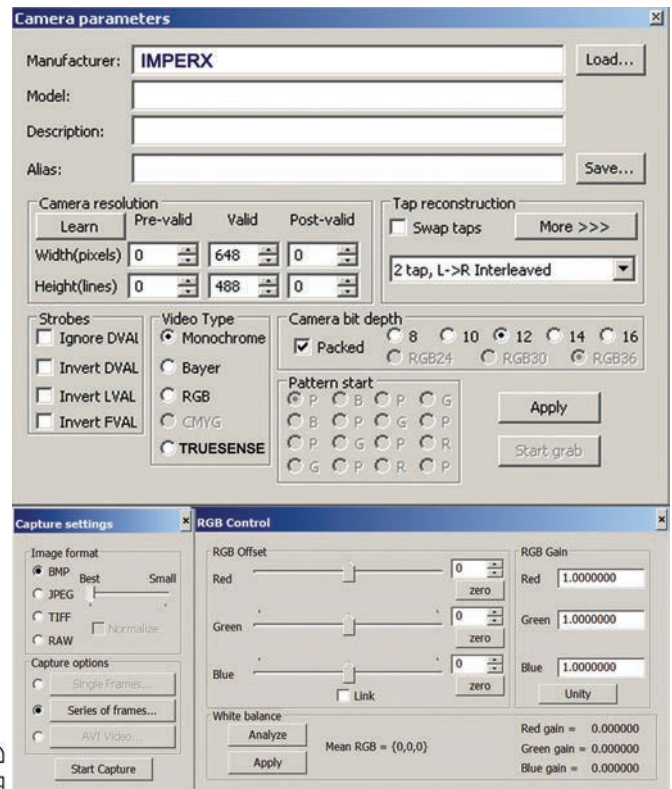 Camera parameters
Manufacturer: IMPERX Load...
Model:
Description:
Alias: Save...
Camera resolution Tap reconstruction
Learn Pre-valid Valid Post-valid Swap taps More >>>
Width(pixels) 0 648 0
2 tap, L->R Interleaved
Height(lines) 0 488 0
Strobes Video Type Camera bit depth
Ignore DVAL Monochrome Packed 8 10 12 14 16
RGB24 RGB30 RGB36
Invert DVAL Bayer
Pattern start
Invert LVAL RGB P B P G Apply
Invert FVAL CMYG B P G P
TRUESENSE P G P R Start grab
G P R P
Capture settings RGB Control
Image format RGB Offset RGB Gain
BMP Best Small Red 0 Red 1.0000000
JPEG zero
TIFF Normalize Green 0 Green 1.0000000
RAW zero
Capture options Blue 0 Blue 1.0000000
Single Frames... Link zero Unity
Series of frames... White balance
AVI Video... Analyze Mean RGB = {0,0,0} Red gain = 0.000000
Green gain = 0.000000
Start Capture Apply Blue gain = 0.000000